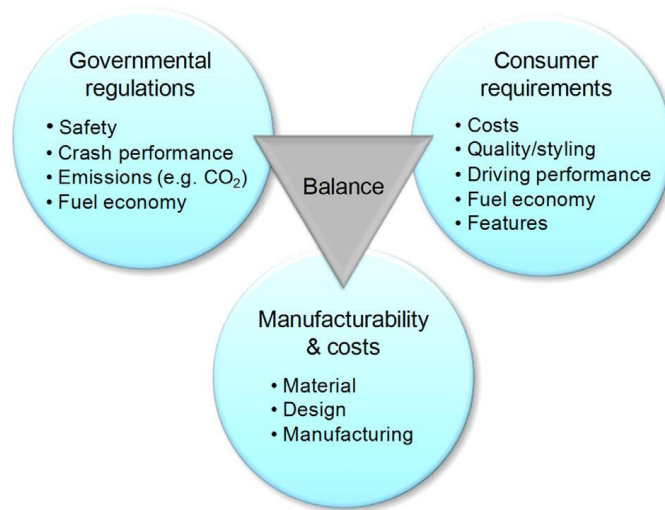 Governmental
regulations
• Safety
• Crash performance
• Emissions (e.g. CO₂)
• Fuel economy
Balance
Consumer
requirements
• Costs
• Quality/styling
• Driving performance
• Fuel economy
• Features
Manufacturability
& costs
• Material
• Design
• Manufacturing